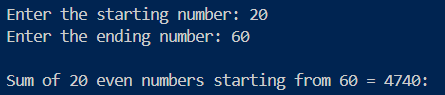 Enter the starting number: 20
Enter the ending number: 60
Sum of 20 even numbers starting from 60 = 4740: